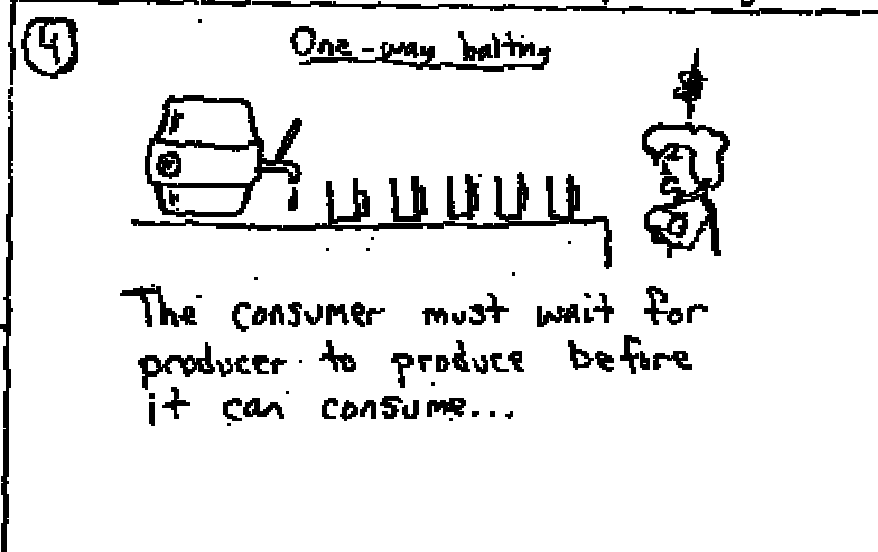 4
One-way halting
The consumer must wait for
producer to produce before
it can consume...